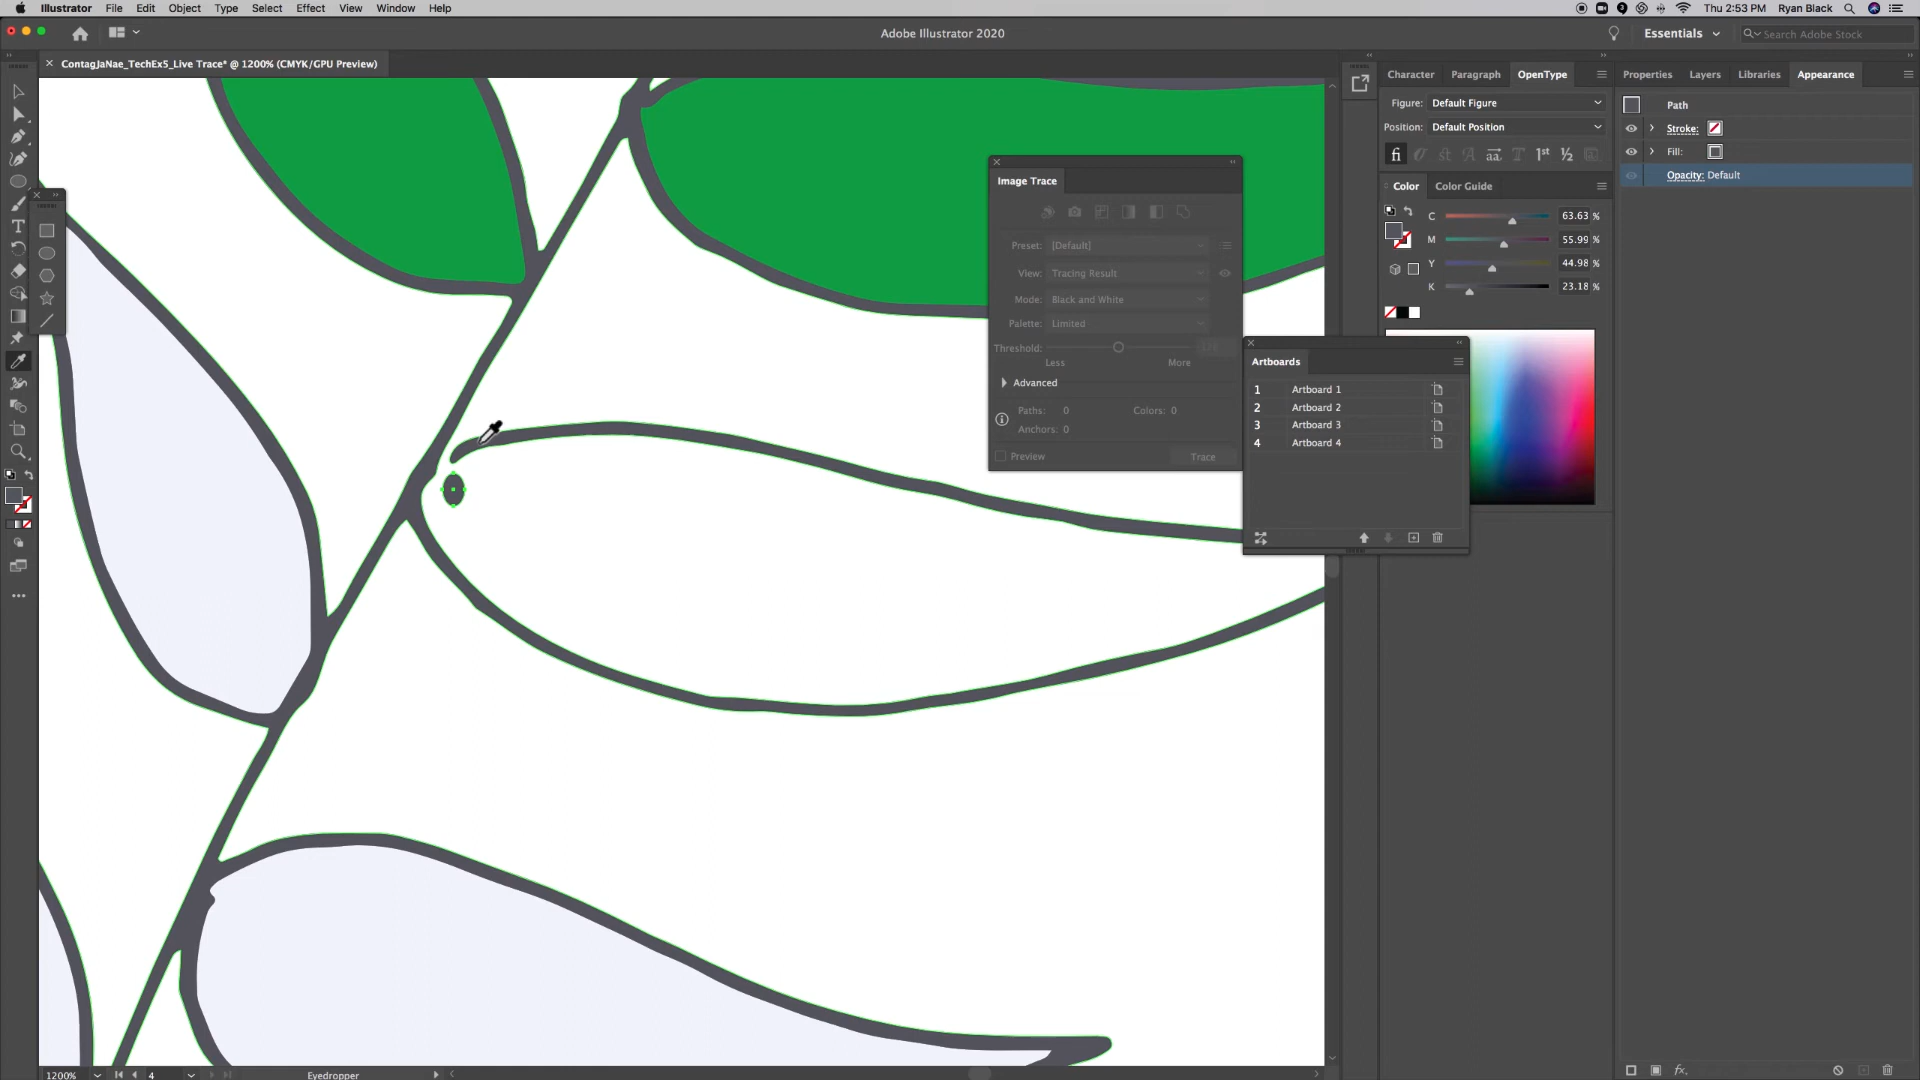 Illustrator File Edit Object Type Select Effect View Window Help
Thu 2:53 PM Ryan Black
Adobe Illustrator 2020
Essentials
Search Adobe Stock
ContagJaNae_TechEx5_Live Trace* @ 1200% (CMYK/GPU Preview)
Character Paragraph OpenType
Properties Layers Libraries Appearance
Figure: Default Figure
Position: Default Position
Path
Stroke:
Fill:
Opacity: Default
Color Color Guide
C 63.63 %
M 55.99 %
Y 44.98 %
K 23.18 %
Image Trace
Preset: [Default]
View: Tracing Result
Mode: Black and White
Palette: Limited
Threshold:
Less More
Advanced
Paths: 0 Colors: 0
Anchors: 0
Preview Trace
Artboards
1 Artboard 1
2 Artboard 2
3 Artboard 3
4 Artboard 4
1200% 4 Eyedropper